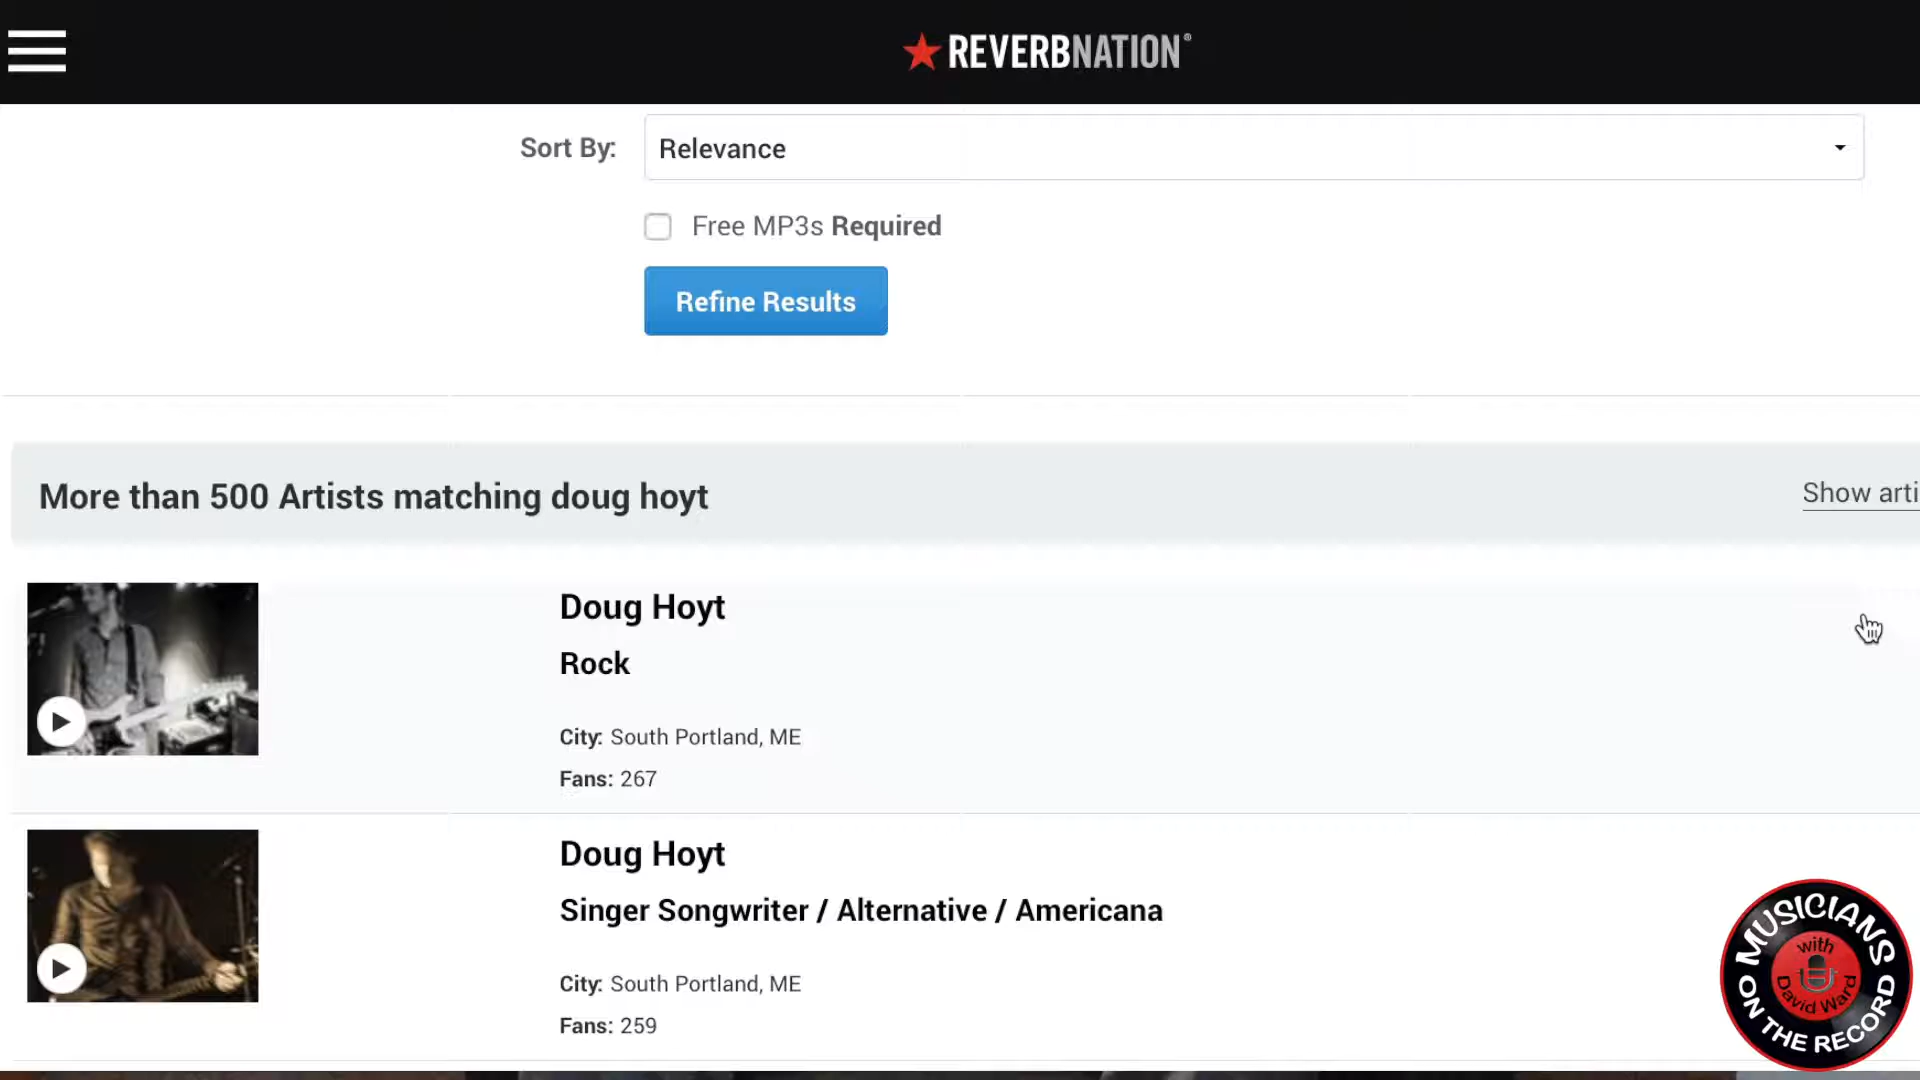 REVERBNATION®
Sort By: Relevance
Free MP3s Required
Refine Results
More than 500 Artists matching doug hoyt
Show arti
Doug Hoyt
Rock
City: South Portland, ME
Fans: 267
Doug Hoyt
Singer Songwriter / Alternative / Americana
City: South Portland, ME
Fans: 259
MUSICIANS
with
David Ward
ON THE RECORD